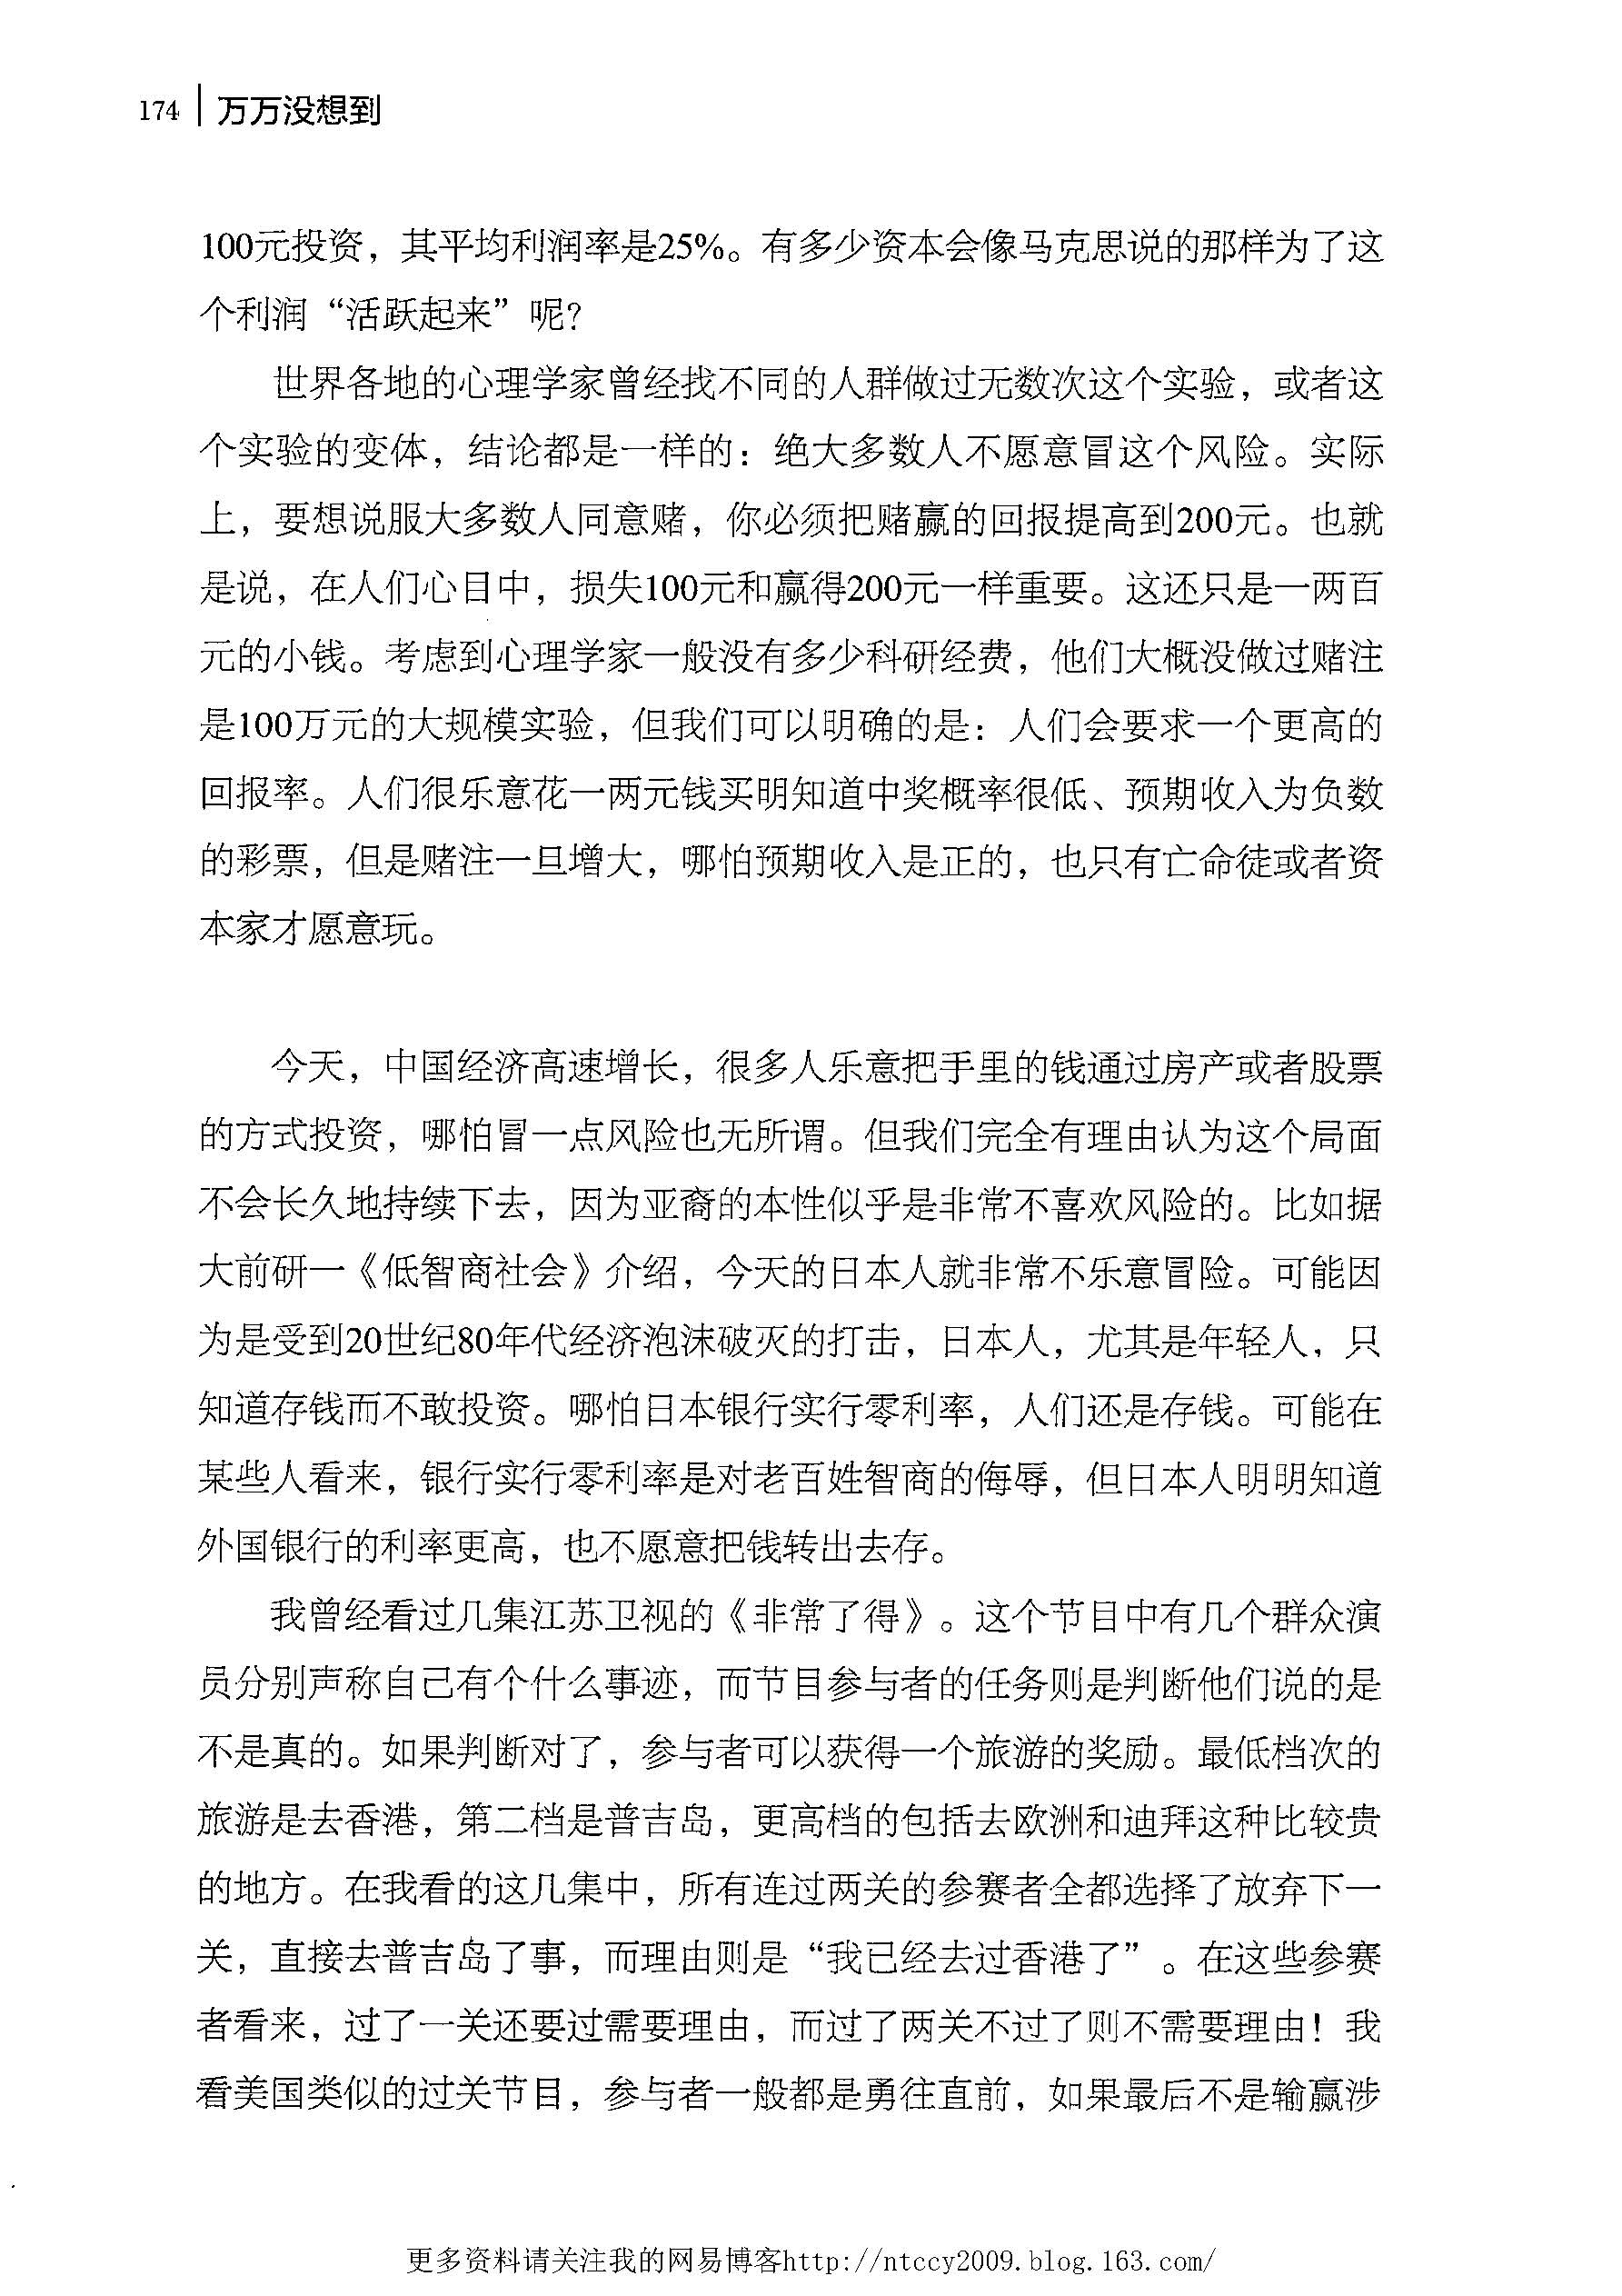 174 万万没想到
100元投资，其平均利润率是25%。有多少资本会像马克思说的那样为了这
个利润“活跃起来”呢？
世界各地的心理学家曾经找不同的人群做过无数次这个实验，或者这
个实验的变体，结论都是一样的：绝大多数人不愿意冒这个风险。实际
上，要想说服大多数人同意赌，你必须把赌赢的回报提高到200元。也就
是说，在人们心目中，损失100元和赢得200元一样重要。这还只是一两百
元的小钱。考虑到心理学家一般没有多少科研经费，他们大概没做过赌注
是100万元的大规模实验，但我们可以明确的是：人们会要求一个更高的
回报率。人们很乐意花一两元钱买明知道中奖概率很低、预期收入为负数
的彩票，但是赌注一旦增大，哪怕预期收入是正的，也只有亡命徒或者资
本家才愿意玩。
今天，中国经济高速增长，很多人乐意把手里的钱通过房产或者股票
的方式投资，哪怕冒一点风险也无所谓。但我们完全有理由认为这个局面
不会长久地持续下去，因为亚裔的本性似乎是非常不喜欢风险的。比如据
大前研一《低智商社会》介绍，今天的日本人就非常不乐意冒险。可能因
为是受到20世纪80年代经济泡沫破灭的打击，日本人，尤其是年轻人，只
知道存钱而不敢投资。哪怕日本银行实行零利率，人们还是存钱。可能在
某些人看来，银行实行零利率是对老百姓智商的侮辱，但日本人明明知道
外国银行的利率更高，也不愿意把钱转出去存。
我曾经看过几集江苏卫视的《非常了得》。这个节目中有几个群众演
员分别声称自己有个什么事迹，而节目参与者的任务则是判断他们说的是
不是真的。如果判断对了，参与者可以获得一个旅游的奖励。最低档次的
旅游是去香港，第二档是普吉岛，更高档的包括去欧洲和迪拜这种比较贵
的地方。在我看的这几集中，所有连过两关的参赛者全都选择了放弃下一
关，直接去普吉岛了事，而理由则是“我已经去过香港了”。在这些参赛
者看来，过了一关还要过需要理由，而过了两关不过了则不需要理由！我
看美国类似的过关节目，参与者一般都是勇往直前，如果最后不是输赢涉
更多资料请关注我的网易博客http://ntccy2009.blog.163.com/